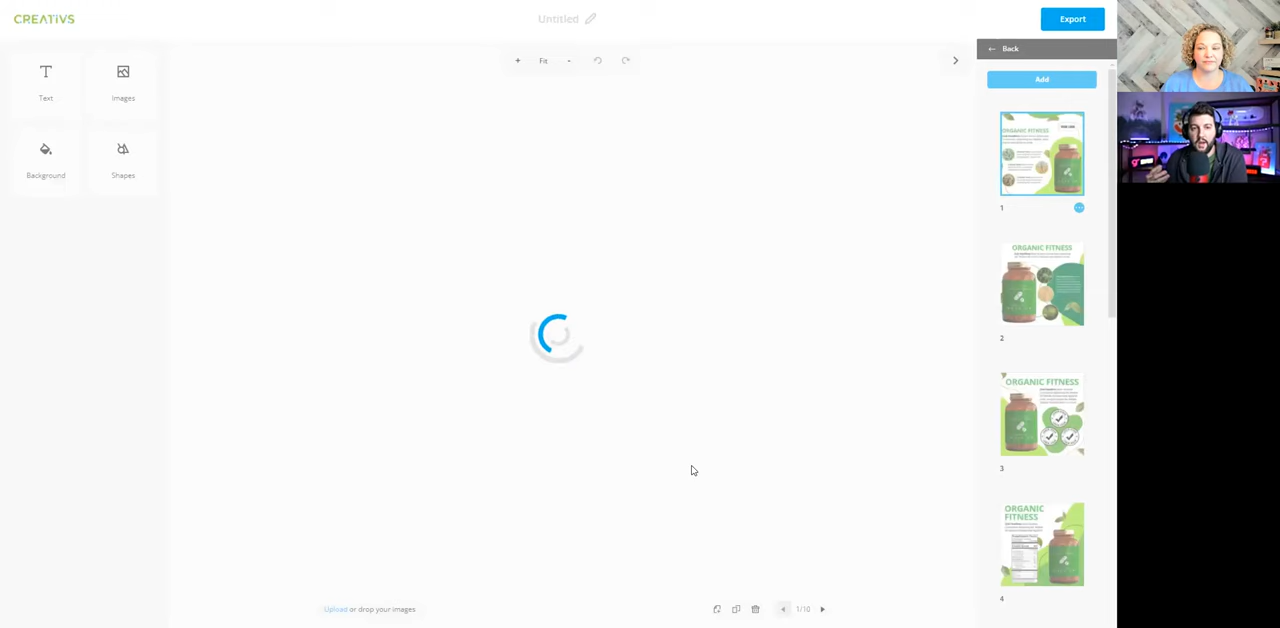 CREATIVS
Untitled
Export
Back
Text
Images
+ Fit -
Add
Background
Shapes
ORGANIC FITNESS
1
ORGANIC FITNESS
2
ORGANIC FITNESS
3
ORGANIC
FITNESS
4
Upload or drop your images
1/10